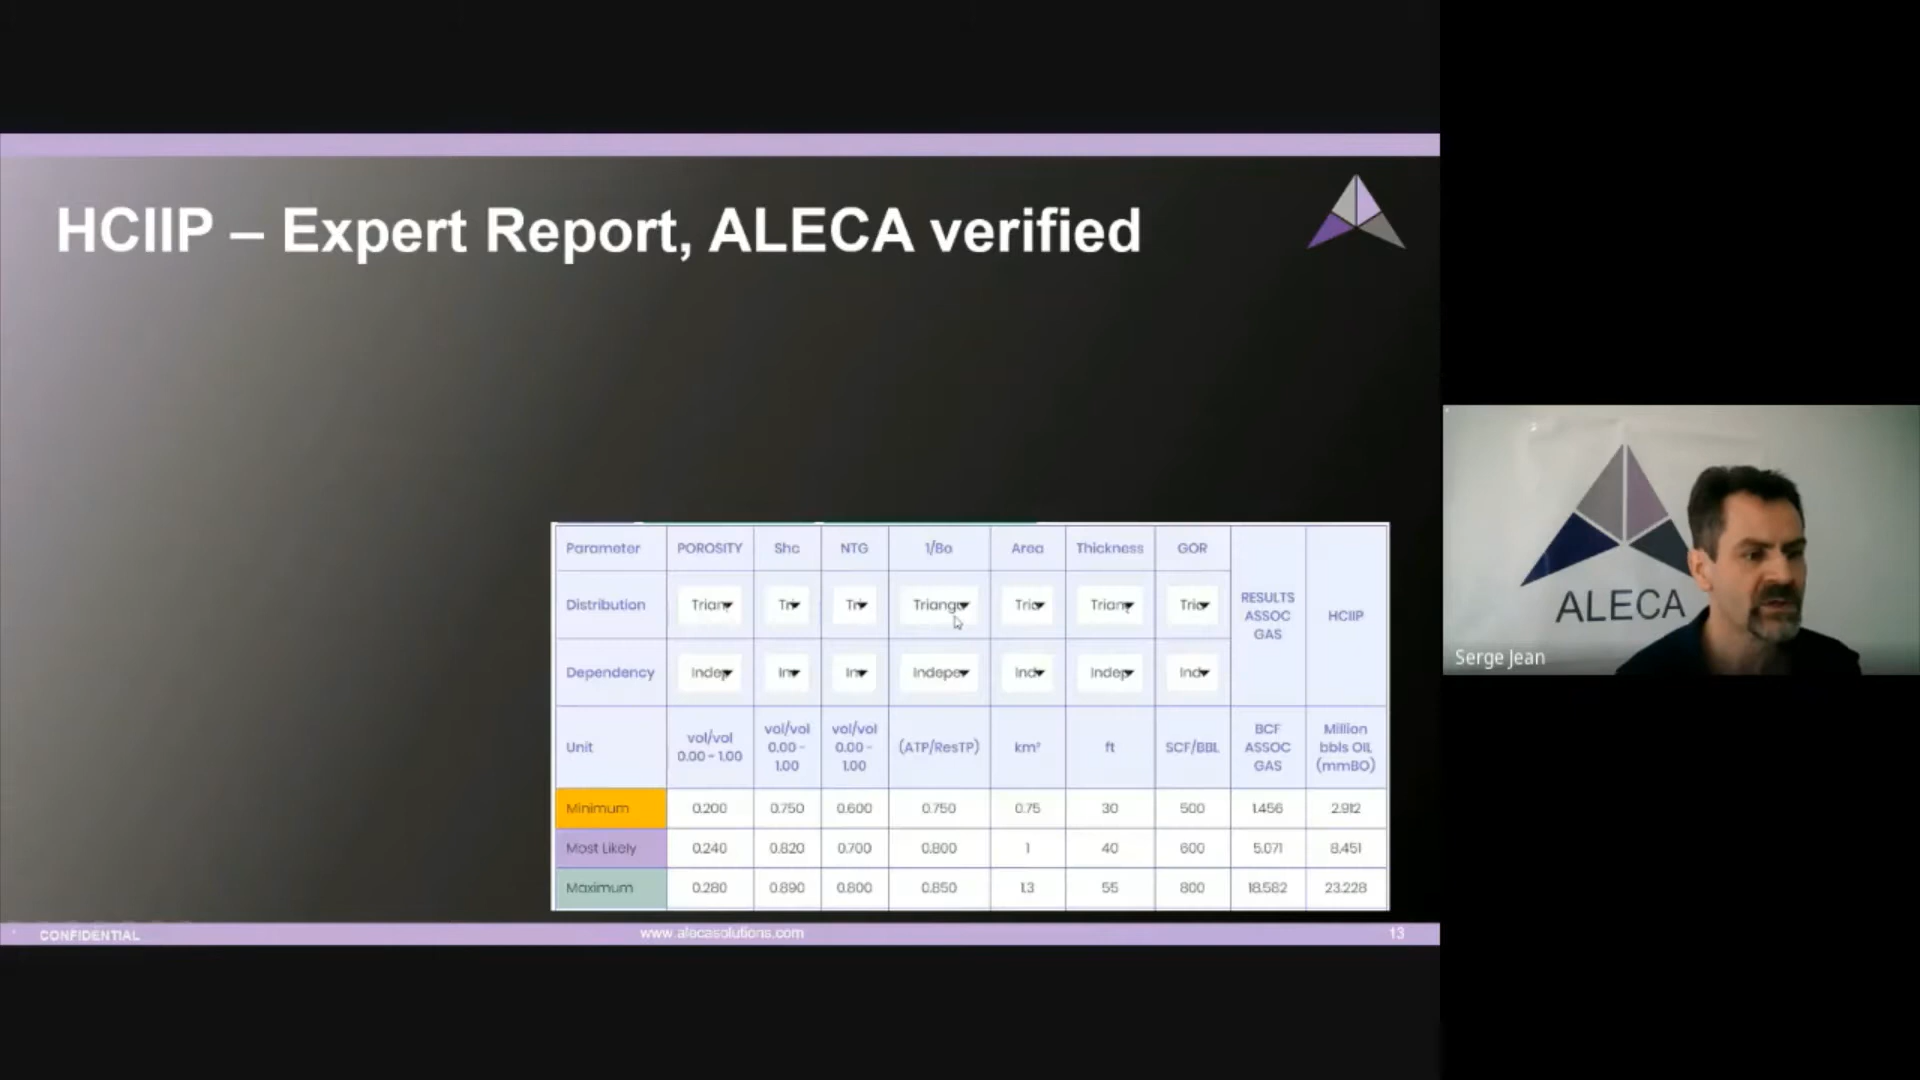 HCIIP – Expert Report, ALECA verified
Parameter POROSITY Shc NTG 1/Bo Area Thickness GOR RESULTS ASSOC GAS HCIIP
Distribution Triang Tri Tri Triangu Tria Triang Tria
Dependency Indep In In Indepe Ind Indep Ind
Unit vol/vol 0.00 - 1.00 vol/vol 0.00 - 1.00 vol/vol 0.00 - 1.00 (ATP/ResTP) km² ft SCF/BBL BCF ASSOC GAS Million bbls OIL (mmBO)
Minimum 0.200 0.750 0.600 0.750 0.75 30 500 1.456 2.912
Most Likely 0.240 0.820 0.700 0.800 1 40 600 5.071 8.451
Maximum 0.280 0.890 0.800 0.850 1.3 55 800 18.582 23.228
CONFIDENTIAL
www.alecasolutions.com
13
ALECA
Serge Jean